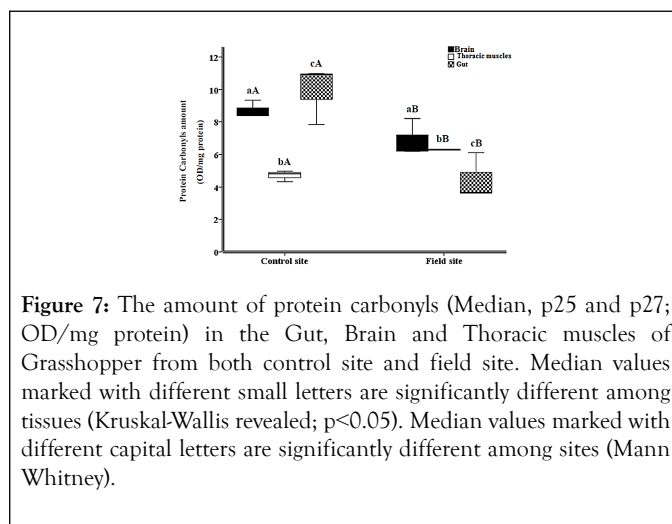 12
10
8
6
4
2
0
Protein Carbonyls amount
(OD/mg protein)
Brain
Thoracic muscles
Gut
aA
bA
cA
aB
bB
cB
Control site
Field site
Figure 7: The amount of protein carbonyls (Median, p25 and p27;
OD/mg protein) in the Gut, Brain and Thoracic muscles of
Grasshopper from both control site and field site. Median values
marked with different small letters are significantly different among
tissues (Kruskal-Wallis revealed; p<0.05). Median values marked with
different capital letters are significantly different among sites (Mann
Whitney).